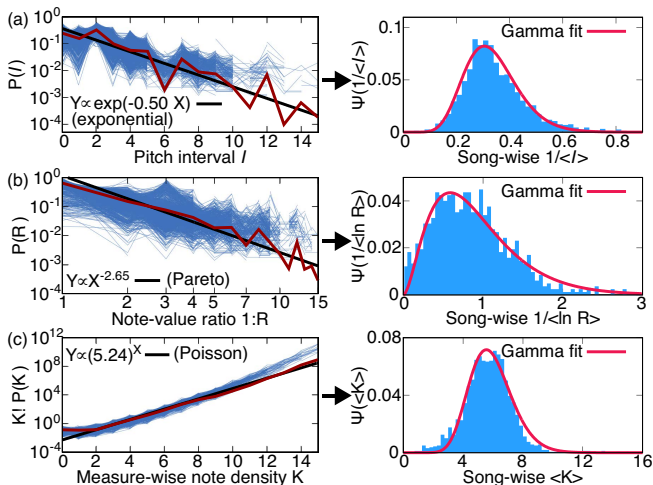 (a)
10^0
10^-1
10^-2
10^-3
10^-4
P(I)
Y∝exp(-0.50 X)
(exponential)
0 2 4 6 8 10 12 14
Pitch interval I
0.1
0.05
0
Ψ(1/<I>)
Gamma fit
0 0.2 0.4 0.6 0.8
Song-wise 1/<I>
(b)
10^0
10^-1
10^-2
10^-3
10^-4
P(R)
Y∝X^-2.65 (Pareto)
1 2 3 4 5 7 10 15
Note-value ratio 1:R
0.04
0.02
0
Ψ(1/<ln R>)
Gamma fit
0 1 2 3
Song-wise 1/<ln R>
(c)
10^12
10^8
10^4
10^0
10^-4
K! P(K)
Y∝(5.24)^X (Poisson)
0 2 4 6 8 10 12 14
Measure-wise note density K
0.08
0.04
0
Ψ(<K>)
Gamma fit
0 4 8 12 16
Song-wise <K>